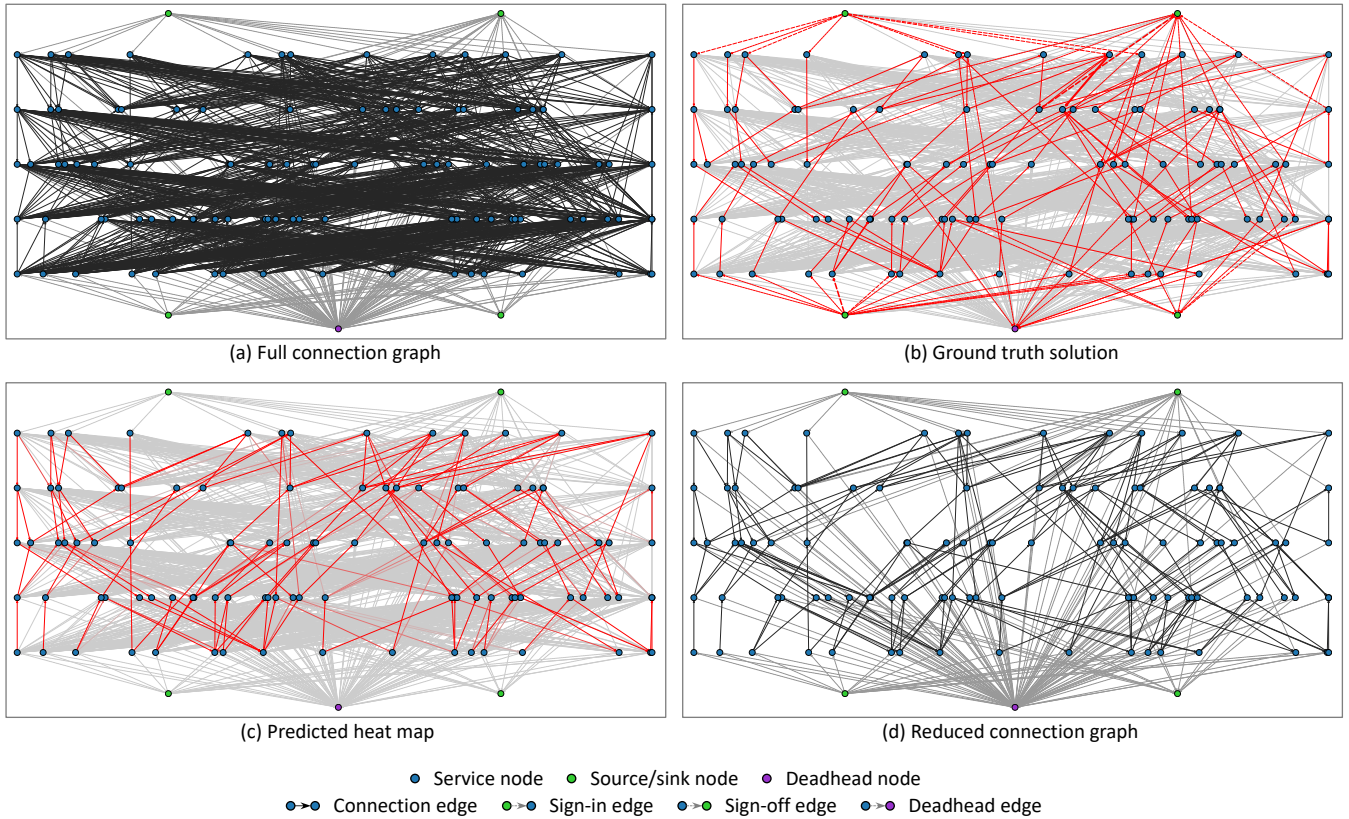 (a) Full connection graph
(b) Ground truth solution
(c) Predicted heat map
(d) Reduced connection graph
Service node Source/sink node Deadhead node
Connection edge Sign-in edge Sign-off edge Deadhead edge